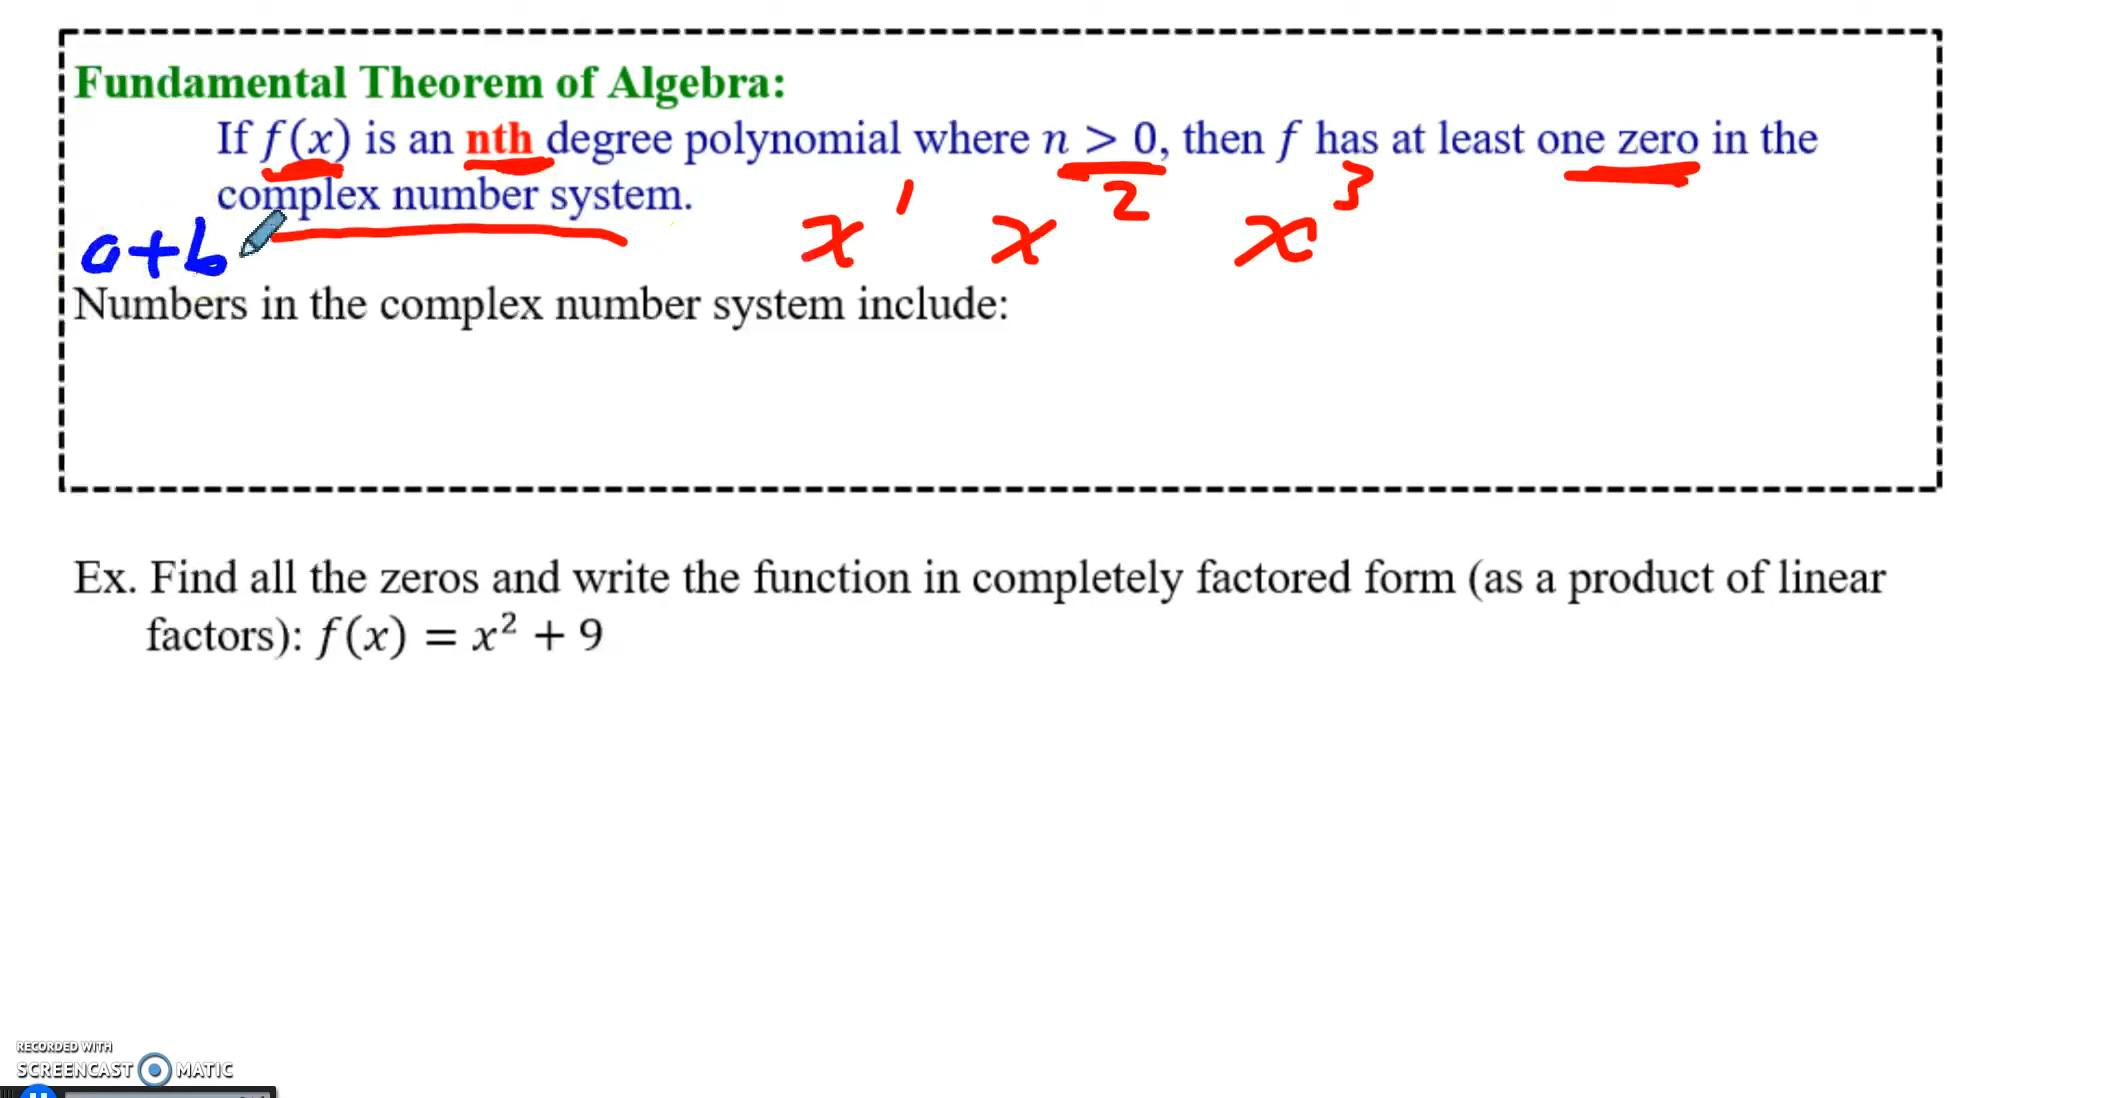 Fundamental Theorem of Algebra:
If f(x) is an nth degree polynomial where n > 0, then f has at least one zero in the
complex number system.
x¹ x² x³
a+b
Numbers in the complex number system include:
Ex. Find all the zeros and write the function in completely factored form (as a product of linear
factors): f(x) = x² + 9
RECORDED WITH
SCREENCAST MATIC